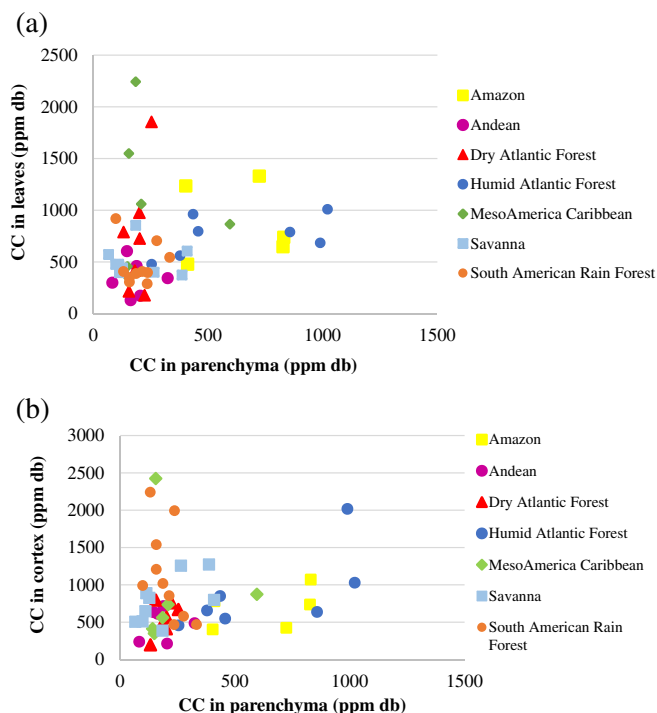 (a)
2500
2000
1500
1000
500
0
0 500 1000 1500
CC in leaves (ppm db)
CC in parenchyma (ppm db)
Amazon
Andean
Dry Atlantic Forest
Humid Atlantic Forest
MesoAmerica Caribbean
Savanna
South American Rain Forest
(b)
3000
2500
2000
1500
1000
500
0
0 500 1000 1500
CC in cortex (ppm db)
CC in parenchyma (ppm db)
Amazon
Andean
Dry Atlantic Forest
Humid Atlantic Forest
MesoAmerica Caribbean
Savanna
South American Rain
Forest